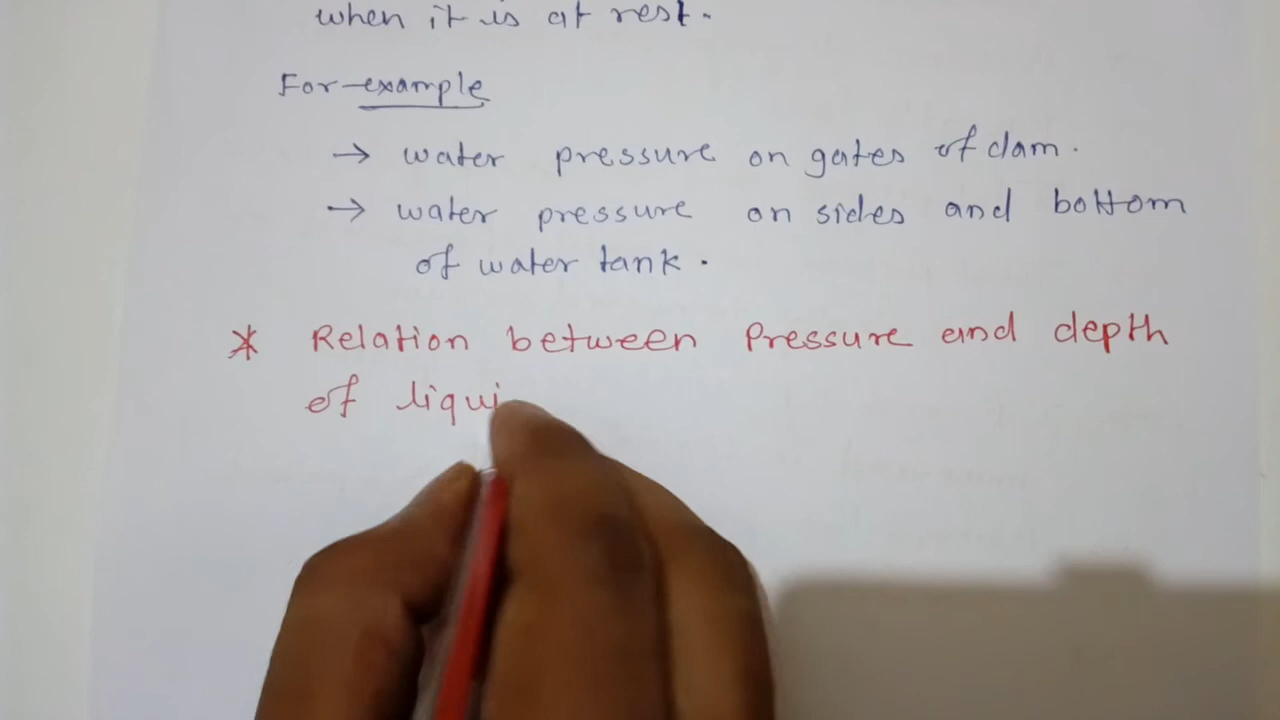 when it is at rest.
For-example
→ water pressure on gates of dam.
→ water pressure on sides and bottom
of water tank.
* Relation between Pressure and depth
of liqui